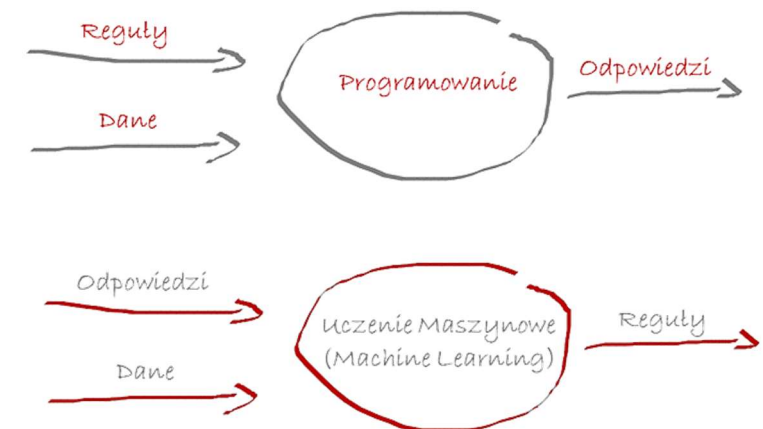 Reguły
Dane
Programowanie
Odpowiedzi
Odpowiedzi
Dane
Uczenie Maszynowe
(Machine Learning)
Reguły